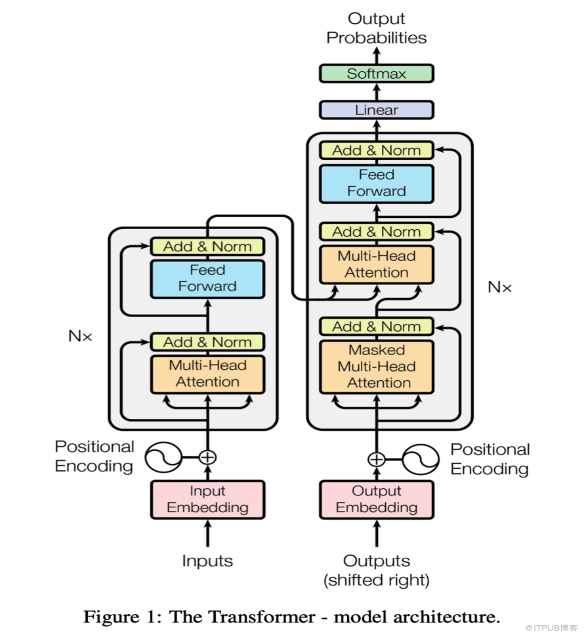 Output
Probabilities
Softmax
Linear
Add & Norm
Feed
Forward
Add & Norm
Multi-Head
Attention
Add & Norm
Masked
Multi-Head
Attention
N×
Add & Norm
Feed
Forward
Add & Norm
Multi-Head
Attention
N×
Positional
Encoding
Positional
Encoding
Input
Embedding
Output
Embedding
Inputs
Outputs
(shifted right)
Figure 1: The Transformer - model architecture.
@ITPUB博客